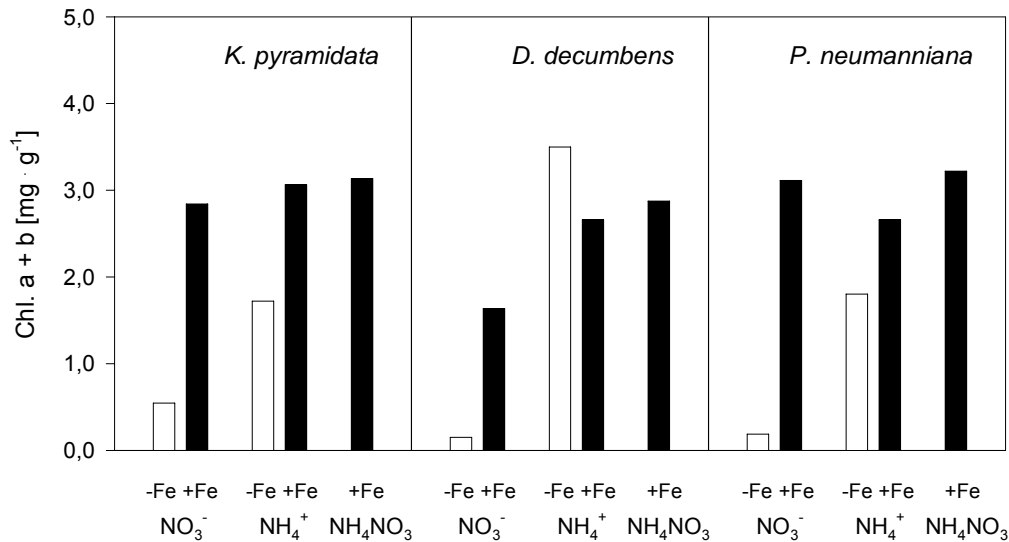 5,0
4,0
3,0
2,0
1,0
0,0
Chl. a + b [mg · g⁻¹]
K. pyramidata
D. decumbens
P. neumanniana
-Fe +Fe -Fe +Fe +Fe -Fe +Fe -Fe +Fe +Fe -Fe +Fe -Fe +Fe +Fe
NO₃⁻ NH₄⁺ NH₄NO₃ NO₃⁻ NH₄⁺ NH₄NO₃ NO₃⁻ NH₄⁺ NH₄NO₃